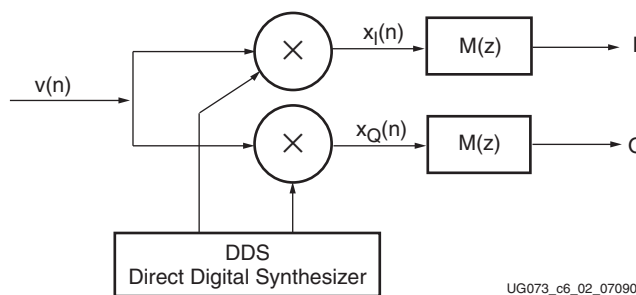 v(n)
x_I(n)
M(z)
x_Q(n)
M(z)
DDS
Direct Digital Synthesizer
UG073_c6_02_07090